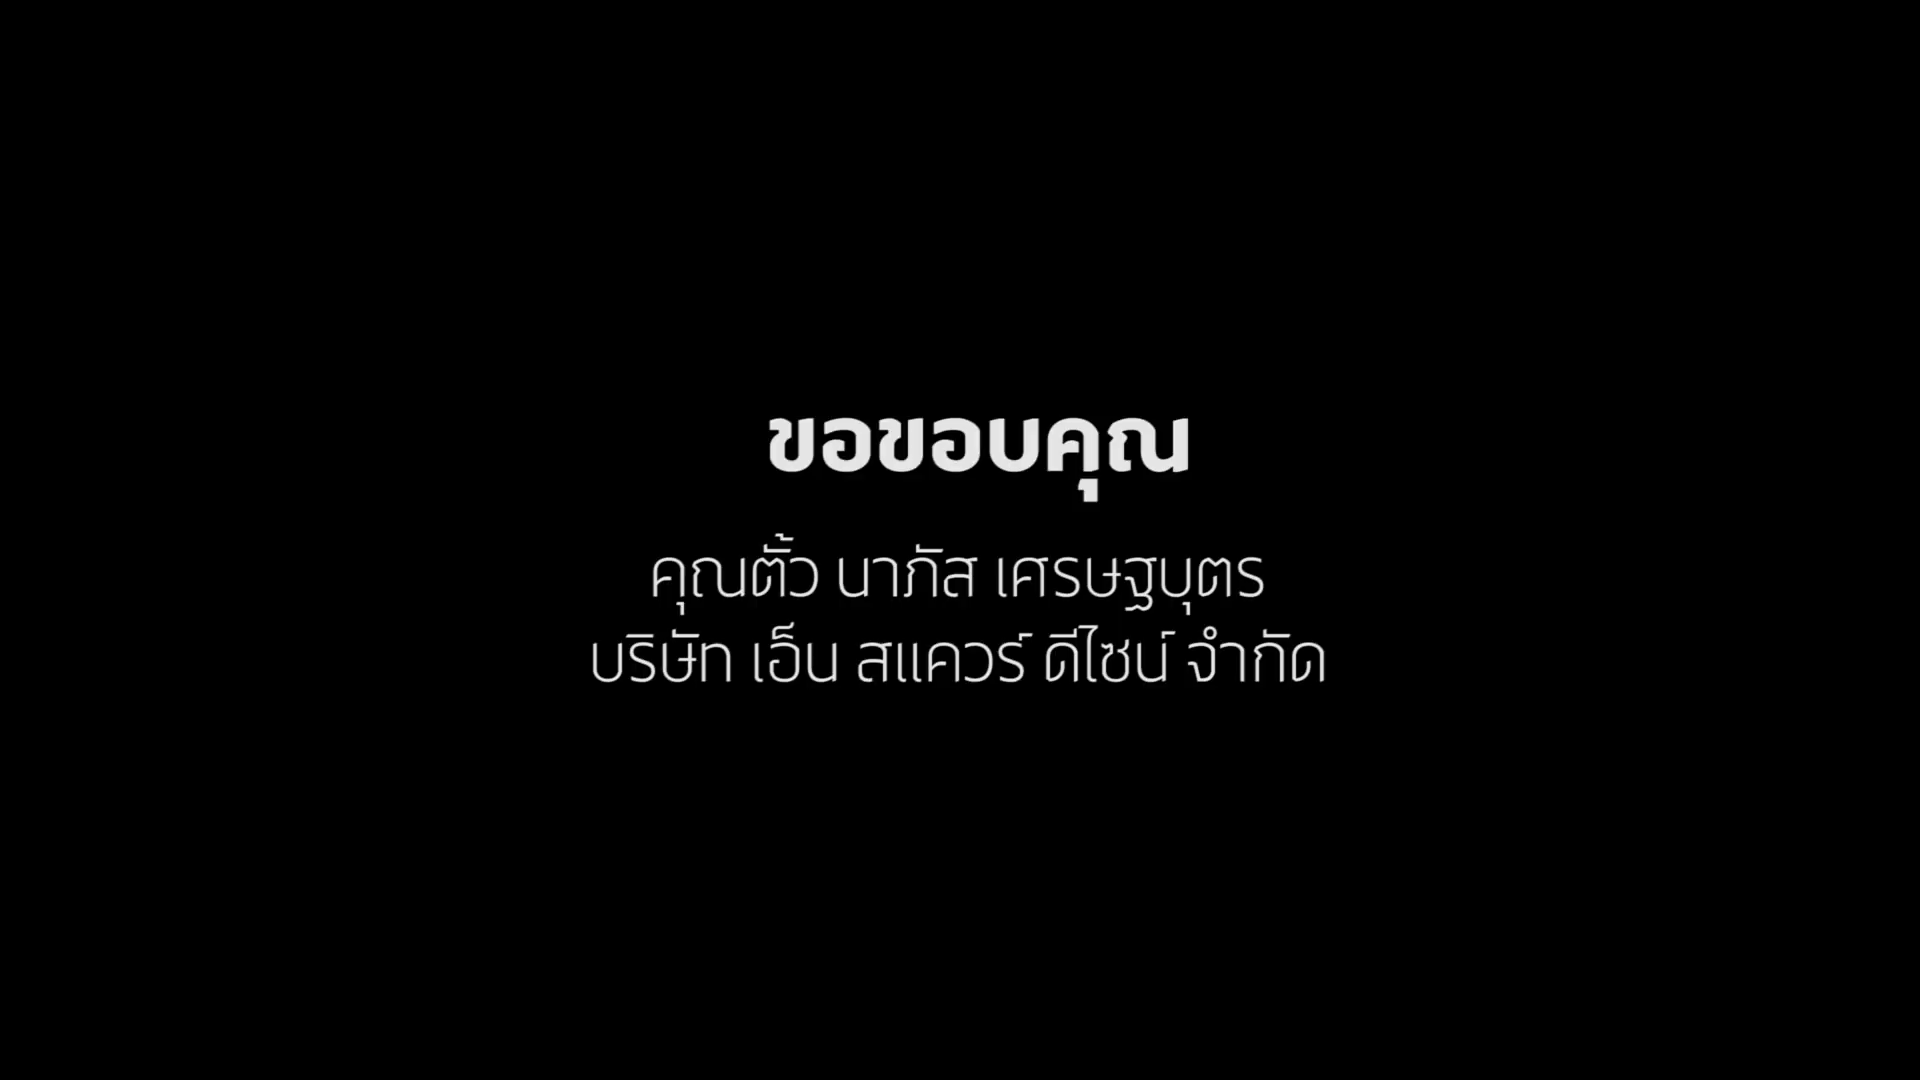 ขอขอบคุณ
คุณตั้ว นาภัส เศรษฐบุตร
บริษัท เอ็น สแควร์ ดีไซน์ จำกัด